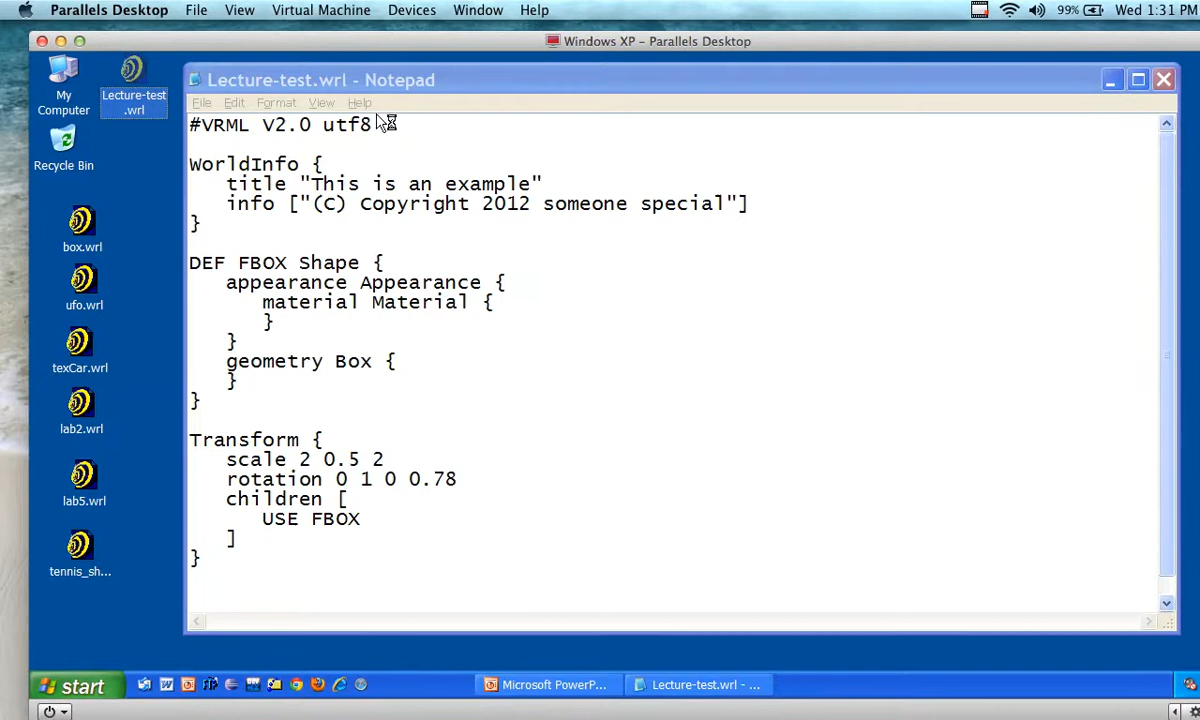 Parallels Desktop File View Virtual Machine Devices Window Help 99% Wed 1:31 PM
Windows XP - Parallels Desktop
My Computer
Lecture-test.wrl
Recycle Bin
box.wrl
ufo.wrl
texCar.wrl
lab2.wrl
lab5.wrl
tennis_sh...
Lecture-test.wrl - Notepad
File Edit Format View Help
#VRML V2.0 utf8
WorldInfo {
title "This is an example"
info ["(C) Copyright 2012 someone special"]
}
DEF FBOX Shape {
appearance Appearance {
material Material {
}
}
geometry Box {
}
}
Transform {
scale 2 0.5 2
rotation 0 1 0 0.78
children [
USE FBOX
]
}
start Microsoft PowerP... Lecture-test.wrl - ...